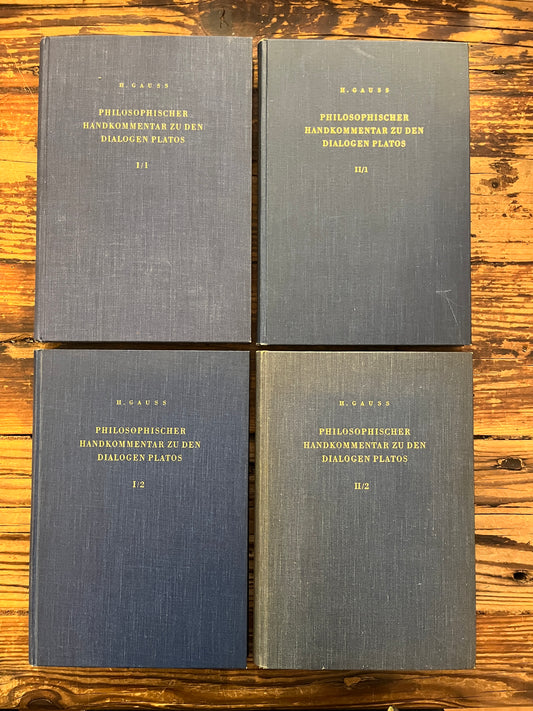 H. GAUSS
PHILOSOPHISCHER
HANDKOMMENTAR ZU DEN
DIALOGEN PLATOS
I/1
H. GAUSS
PHILOSOPHISCHER
HANDKOMMENTAR ZU DEN
DIALOGEN PLATOS
II/1
H. GAUSS
PHILOSOPHISCHER
HANDKOMMENTAR ZU DEN
DIALOGEN PLATOS
I/2
H. GAUSS
PHILOSOPHISCHER
HANDKOMMENTAR ZU DEN
DIALOGEN PLATOS
II/2